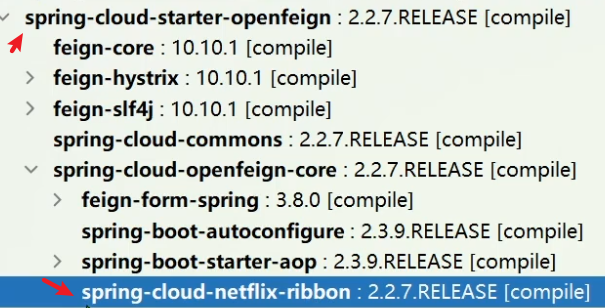 spring-cloud-starter-openfeign : 2.2.7.RELEASE [compile]
feign-core : 10.10.1 [compile]
feign-hystrix : 10.10.1 [compile]
feign-slf4j : 10.10.1 [compile]
spring-cloud-commons : 2.2.7.RELEASE [compile]
spring-cloud-openfeign-core : 2.2.7.RELEASE [compile]
feign-form-spring : 3.8.0 [compile]
spring-boot-autoconfigure : 2.3.9.RELEASE [compile]
spring-boot-starter-aop : 2.3.9.RELEASE [compile]
spring-cloud-netflix-ribbon : 2.2.7.RELEASE [compile]